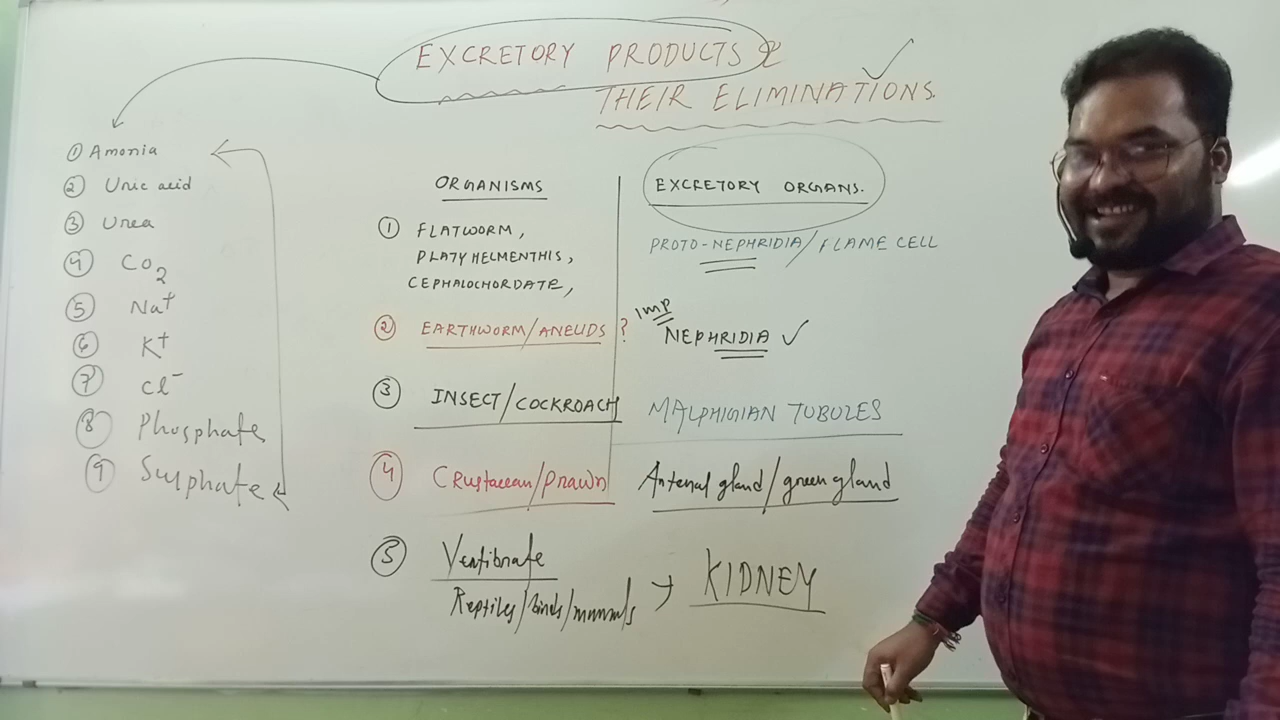 EXCRETORY PRODUCTS &
THEIR ELIMINATIONS.
① Amonia
② Uric acid
③ Urea
④ CO2
⑤ Na+
⑥ K+
⑦ Cl-
⑧ Phosphate
⑨ Sulphate
ORGANISMS
EXCRETORY ORGANS.
① FLATWORM,
PLATYHELMENTHIS,
CEPHALOCHORDATE,
PROTO-NEPHRIDIA/FLAME CELL
② EARTHWORM/ANELIDS ?
IMP
NEPHRIDIA ✓
③ INSECT/COCKROACH
MALPHIGIAN TUBULES
④ Crustacean/Prawn
Antenal gland/green gland
⑤ Vertibrate
Reptiles/Birds/mammals → KIDNEY